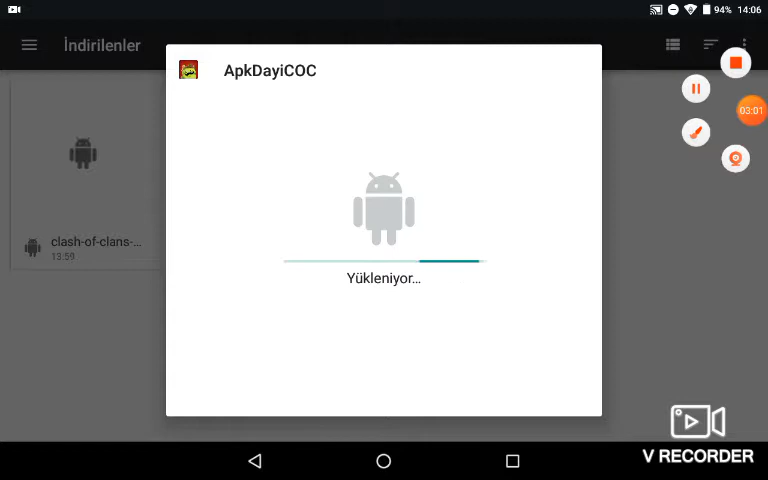 94% 14:06
İndirilenler
ApkDayiCOC
03:01
clash-of-clans-...
13:59
Yükleniyor...
V RECORDER